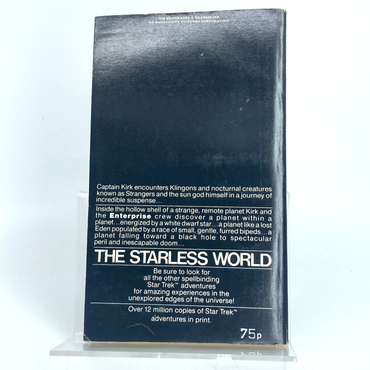 Captain Kirk encounters Klingons and nocturnal creatures
known as Strangers and the sun god himself in a journey of
incredible suspense...
Inside the hollow shell of a strange, remote planet Kirk and
the Enterprise crew discover a planet within a
planet...energized by a white dwarf star...a planet like a lost
Eden populated by a race of small, gentle, furred bipeds...a
planet falling toward a black hole to spectacular
peril and inescapable doom...
THE STARLESS WORLD
Be sure to look for
all the other spellbinding
Star Trek™ adventures
for amazing experiences in the
unexplored edges of the universe!
Over 12 million copies of Star Trek™
adventures in print.
75p